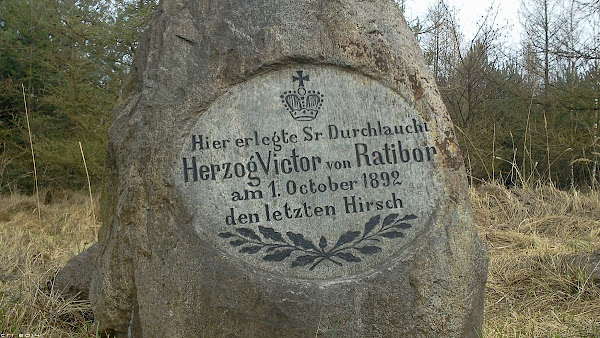 Hier erlegte Sr Durchlaucht
Herzog Victor von Ratibor
am 1. October 1892
den letzten Hirsch